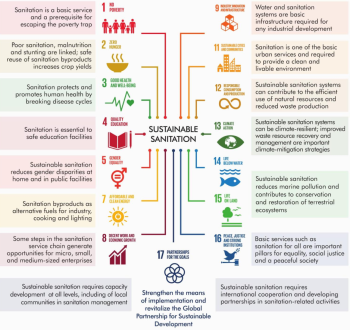 Sanitation is a basic service
and a prerequisite for
escaping the poverty trap
1 NO
POVERTY
Poor sanitation, malnutrition
and stunting are linked; safe
reuse of sanitation byproducts
increases crop yields
2 ZERO
HUNGER
Sanitation protects and
promotes human health by
breaking disease cycles
3 GOOD HEALTH
AND WELL-BEING
Sanitation is essential to
safe education facilities
4 QUALITY
EDUCATION
Sustainable sanitation
reduces gender disparities at
home and in public facilities
5 GENDER
EQUALITY
Sanitation byproducts as
alternative fuels for industry,
cooking and lighting
7 AFFORDABLE AND
CLEAN ENERGY
Some steps in the sanitation
service chain generate
opportunities for micro, small,
and medium-sized enterprises
8 DECENT WORK AND
ECONOMIC GROWTH
SUSTAINABLE
SANITATION
9 INDUSTRY, INNOVATION
AND INFRASTRUCTURE
Water and sanitation
systems are basic
infrastructure required for
any industrial development
11 SUSTAINABLE CITIES
AND COMMUNITIES
Sanitation is one of the basic
urban services and required
to provide a clean and
livable environment
12 RESPONSIBLE
CONSUMPTION
AND PRODUCTION
Sustainable sanitation systems
can contribute to the efficient
use of natural resources and
reduced waste production
13 CLIMATE
ACTION
Sustainable sanitation systems
can be climate-resilient; improved
waste resource recovery and
management are important
climate-mitigation strategies
14 LIFE
BELOW WATER
15 LIFE
ON LAND
Sustainable sanitation
reduces marine pollution
and contributes to conservation
and restoration of terrestrial
ecosystems
16 PEACE, JUSTICE
AND STRONG
INSTITUTIONS
Basic services such as
sanitation for all are important
pillars for equality, social justice
and a peaceful society
17 PARTNERSHIPS
FOR THE GOALS
Sustainable sanitation requires capacity
development at all levels, including of local
communities in sanitation management
Strengthen the means
of implementation and
revitalize the Global
Partnership for Sustainable
Development
Sustainable sanitation requires
international cooperation and developing
partnerships in sanitation-related activities